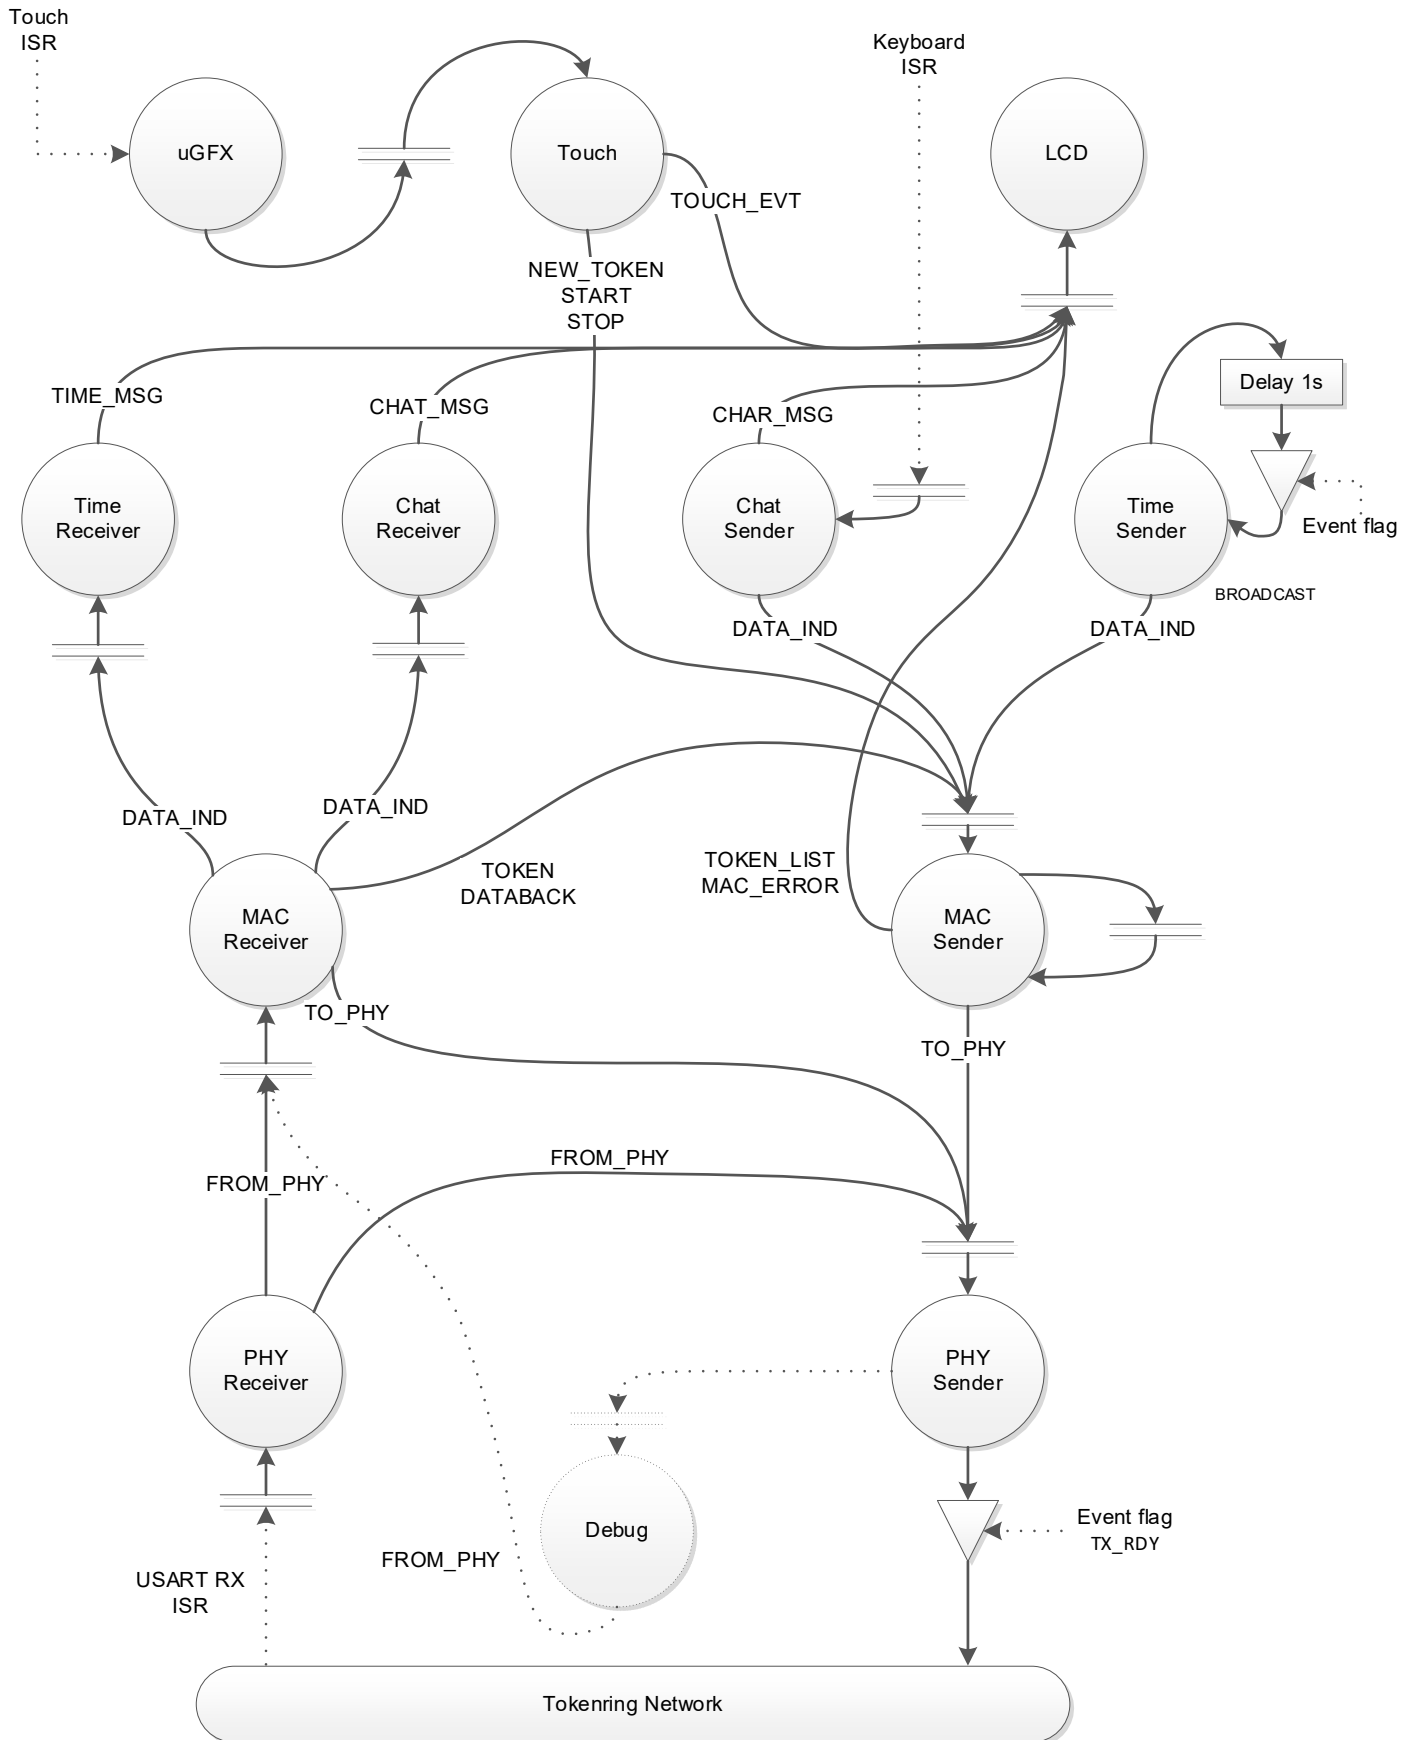 Touch
ISR
Keyboard
ISR
uGFX
Touch
LCD
TOUCH_EVT
NEW_TOKEN
START
STOP
Delay 1s
TIME_MSG
CHAT_MSG
CHAR_MSG
Time
Receiver
Chat
Receiver
Chat
Sender
Time
Sender
Event flag
BROADCAST
DATA_IND
DATA_IND
DATA_IND
DATA_IND
TOKEN
DATABACK
TOKEN_LIST
MAC_ERROR
MAC
Receiver
MAC
Sender
TO_PHY
TO_PHY
FROM_PHY
FROM_PHY
PHY
Receiver
PHY
Sender
Debug
Event flag
TX_RDY
FROM_PHY
USART RX
ISR
Tokenring Network